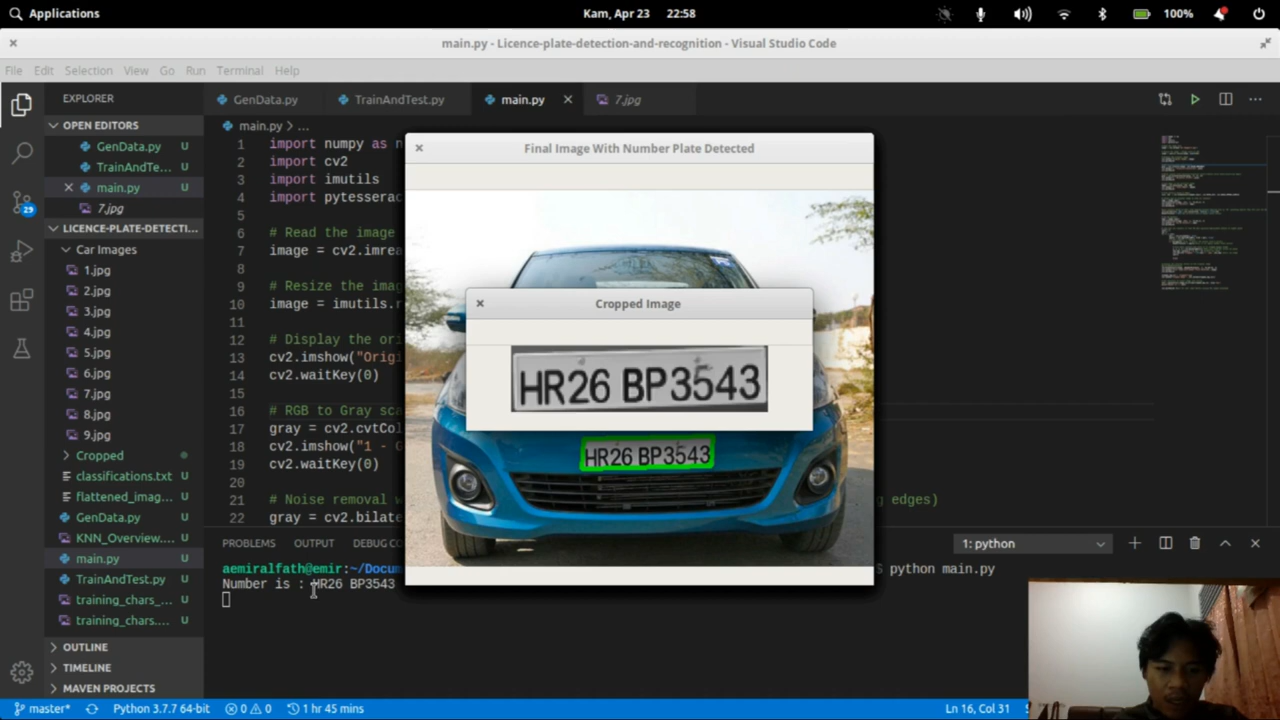 Applications
Kam, Apr 23 22:58
100%
main.py - Licence-plate-detection-and-recognition - Visual Studio Code
File Edit Selection View Go Run Terminal Help
EXPLORER
GenData.py
TrainAndTest.py
main.py
7.jpg
OPEN EDITORS
GenData.py U
TrainAndTe... U
main.py U
7.jpg
LICENCE-PLATE-DETECTI...
Car Images
1.jpg
2.jpg
3.jpg
4.jpg
5.jpg
6.jpg
7.jpg
8.jpg
9.jpg
Cropped
classifications.txt U
flattened_imag... U
GenData.py U
KNN_Overview.... U
main.py U
TrainAndTest.py U
training_chars_... U
training_chars.... U
OUTLINE
TIMELINE
MAVEN PROJECTS
29
main.py > ...
1 import numpy as n
2 import cv2
3 import imutils
4 import pytesserac
5
6 # Read the image
7 image = cv2.imrea
8
9 # Resize the imag
10 image = imutils.r
11
12 # Display the ori
13 cv2.imshow("Origi
14 cv2.waitKey(0)
15
16 # RGB to Gray sca
17 gray = cv2.cvtCol
18 cv2.imshow("1 - G
19 cv2.waitKey(0)
20
21 # Noise removal w g edges)
22 gray = cv2.bilate
Final Image With Number Plate Detected
Cropped Image
HR26 BP3543
HR26 BP3543
PROBLEMS OUTPUT DEBUG CO
1: python
aemiralfath@emir:~/Docum $ python main.py
Number is : HR26 BP3543
master* Python 3.7.7 64-bit 0 0 1 hr 45 mins Ln 16, Col 31